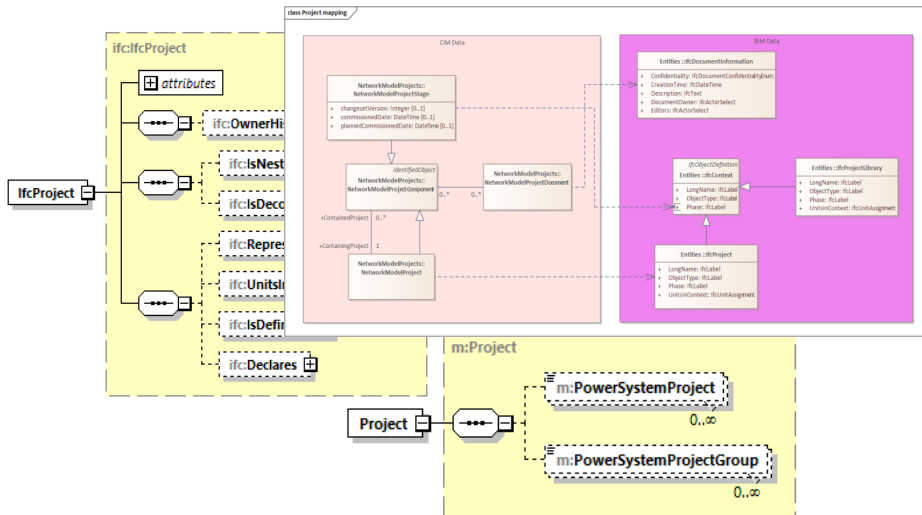 class Project mapping
CIM Data
BIM Data
NetworkModelProjects::
NetworkModelProjectStage
+ changesetVersion: Integer [0..1]
+ commissionedDate: DateTime [0..1]
+ plannedCommissionedDate: DateTime [0..1]
IdentifiedObject
NetworkModelProjects::
NetworkModelProjectComponent
0..*
0..*
NetworkModelProjects::
NetworkModelProjectDocument
+ContainedProject
0..*
+ContainingProject
1
NetworkModelProjects::
NetworkModelProject
Entities ::IfcDocumentInformation
+ Confidentiality: IfcDocumentConfidentialityEnum
+ CreationTime: IfcDateTime
+ Description: IfcText
+ DocumentOwner: IfcActorSelect
+ Editors: IfcActorSelect
IfcObjectDefinition
Entities ::IfcContext
+ LongName: IfcLabel
+ ObjectType: IfcLabel
+ Phase: IfcLabel
Entities ::IfcProjectLibrary
+ LongName: IfcLabel
+ ObjectType: IfcLabel
+ Phase: IfcLabel
+ UnitsInContext: IfcUnitAssignment
Entities ::IfcProject
+ LongName: IfcLabel
+ ObjectType: IfcLabel
+ Phase: IfcLabel
+ UnitsInContext: IfcUnitAssignment
ifc:IfcProject
attributes
ifc:OwnerHis
ifc:IsNest
IfcProject
ifc:IsDeco
ifc:Repres
ifc:UnitsIn
ifc:IsDefin
ifc:Declares
m:Project
m:PowerSystemProject
0..∞
Project
m:PowerSystemProjectGroup
0..∞